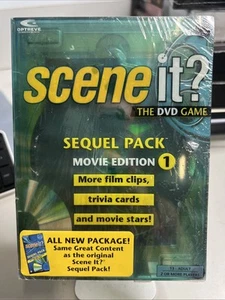 OPTREVE
scene it?
THE DVD GAME
SEQUEL PACK
MOVIE EDITION 1
More film clips,
trivia cards
and movie stars!
ALL NEW PACKAGE!
Same Great Content
as the original
Scene It?
Sequel Pack!